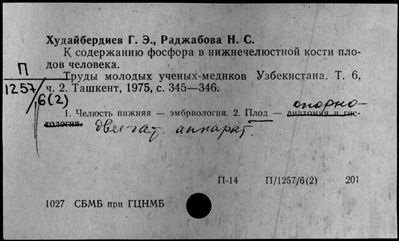 Худайбердиев Г. Э., Раджабова Н. С.
К содержанию фосфора в нижнечелюстной кости пло-
дов человека.
Труды молодых ученых-медиков Узбекистана. Т. 6,
ч. 2. Ташкент, 1975, с. 345—346.
П
1257/6(2)
1. Челюсть нижняя — эмбриология. 2. Плод — анатомия и гис-
тология.
опорно-
двигат. аппарат.
П-14 П/1257/6(2) 201
1027 СБМБ при ГЦНМБ